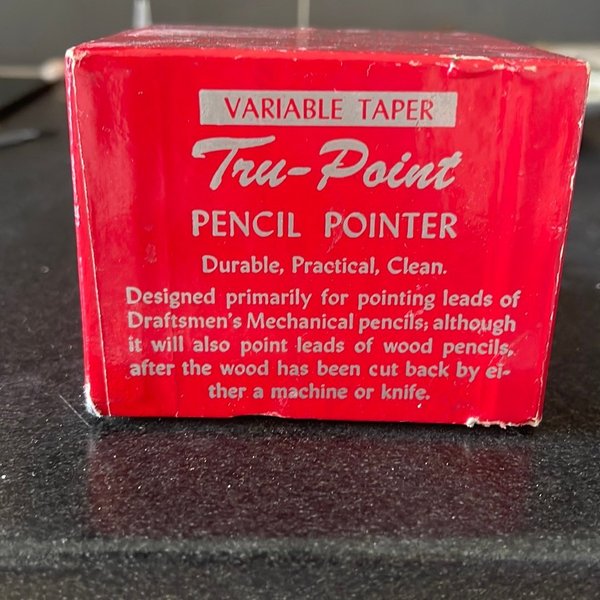 VARIABLE TAPER
Tru-Point
PENCIL POINTER
Durable, Practical, Clean.
Designed primarily for pointing leads of
Draftsmen's Mechanical pencils; although
it will also point leads of wood pencils,
after the wood has been cut back by ei-
ther a machine or knife.